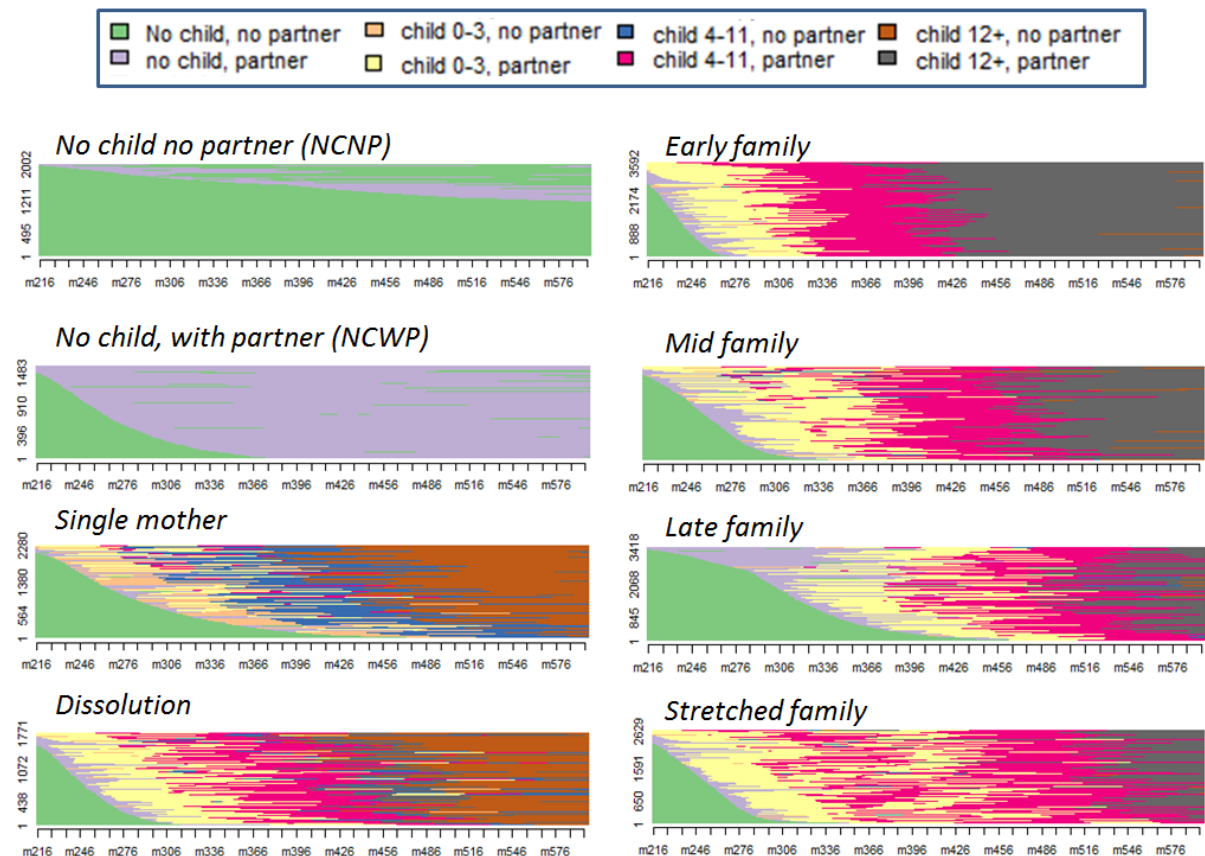 No child, no partner child 0-3, no partner child 4-11, no partner child 12+, no partner
no child, partner child 0-3, partner child 4-11, partner child 12+, partner
No child no partner (NCNP)
1 495 1211 2002
m216 m246 m276 m306 m336 m366 m396 m426 m456 m486 m516 m546 m576
Early family
1 888 2174 3592
m216 m246 m276 m306 m336 m366 m396 m426 m456 m486 m516 m546 m576
No child, with partner (NCWP)
1 396 910 1483
m216 m246 m276 m306 m336 m366 m396 m426 m456 m486 m516 m546 m576
Mid family
m216 m246 m276 m306 m336 m366 m396 m426 m456 m486 m516 m546 m576
Single mother
1 564 1380 2280
m216 m246 m276 m306 m336 m366 m396 m426 m456 m486 m516 m546 m576
Late family
1 845 2068 3418
m216 m246 m276 m306 m336 m366 m396 m426 m456 m486 m516 m546 m576
Dissolution
1 438 1072 1771
m216 m246 m276 m306 m336 m366 m396 m426 m456 m486 m516 m546 m576
Stretched family
1 650 1591 2629
m216 m246 m276 m306 m336 m366 m396 m426 m456 m486 m516 m546 m576